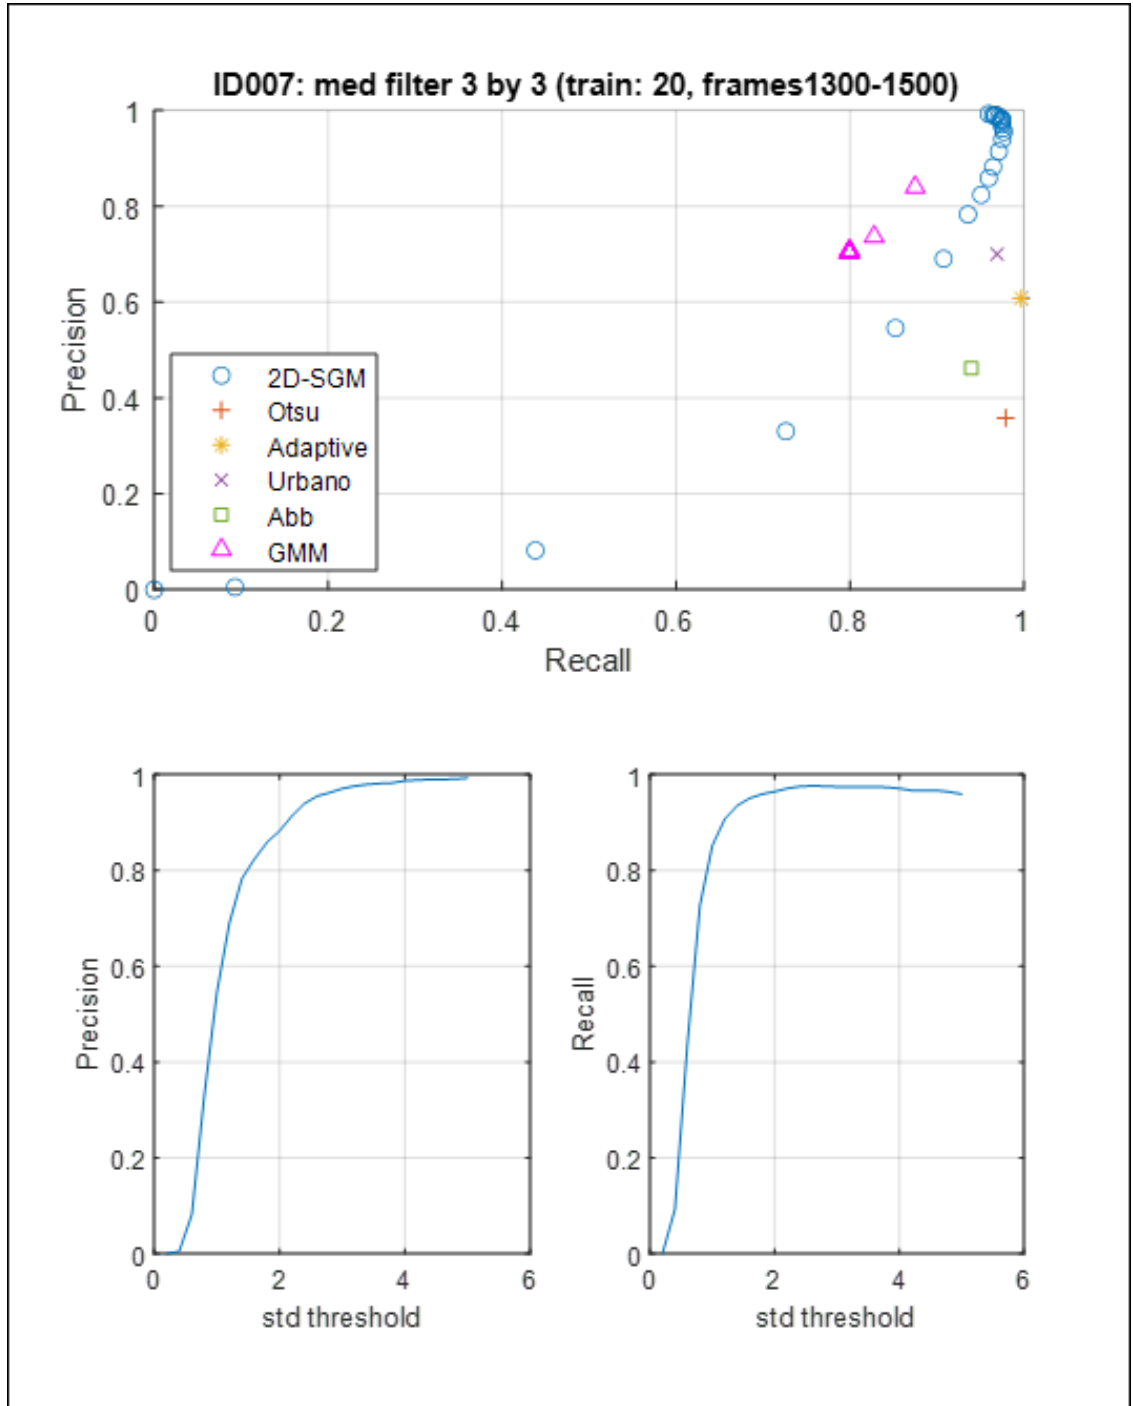 ID007: med filter 3 by 3 (train: 20, frames1300-1500)
1
0.8
0.6
0.4
0.2
0
Precision
2D-SGM
Otsu
Adaptive
Urbano
Abb
GMM
0 0.2 0.4 0.6 0.8 1
Recall
1
0.8
0.6
0.4
0.2
0
Precision
0 2 4 6
std threshold
1
0.8
0.6
0.4
0.2
0
Recall
0 2 4 6
std threshold